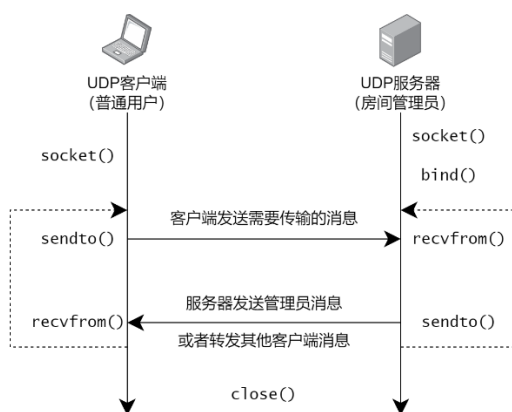 UDP客户端
(普通用户)
UDP服务器
(房间管理员)
socket()
socket()
bind()
客户端发送需要传输的消息
sendto()
recvfrom()
服务器发送管理员消息
recvfrom()
sendto()
或者转发其他客户端消息
close()